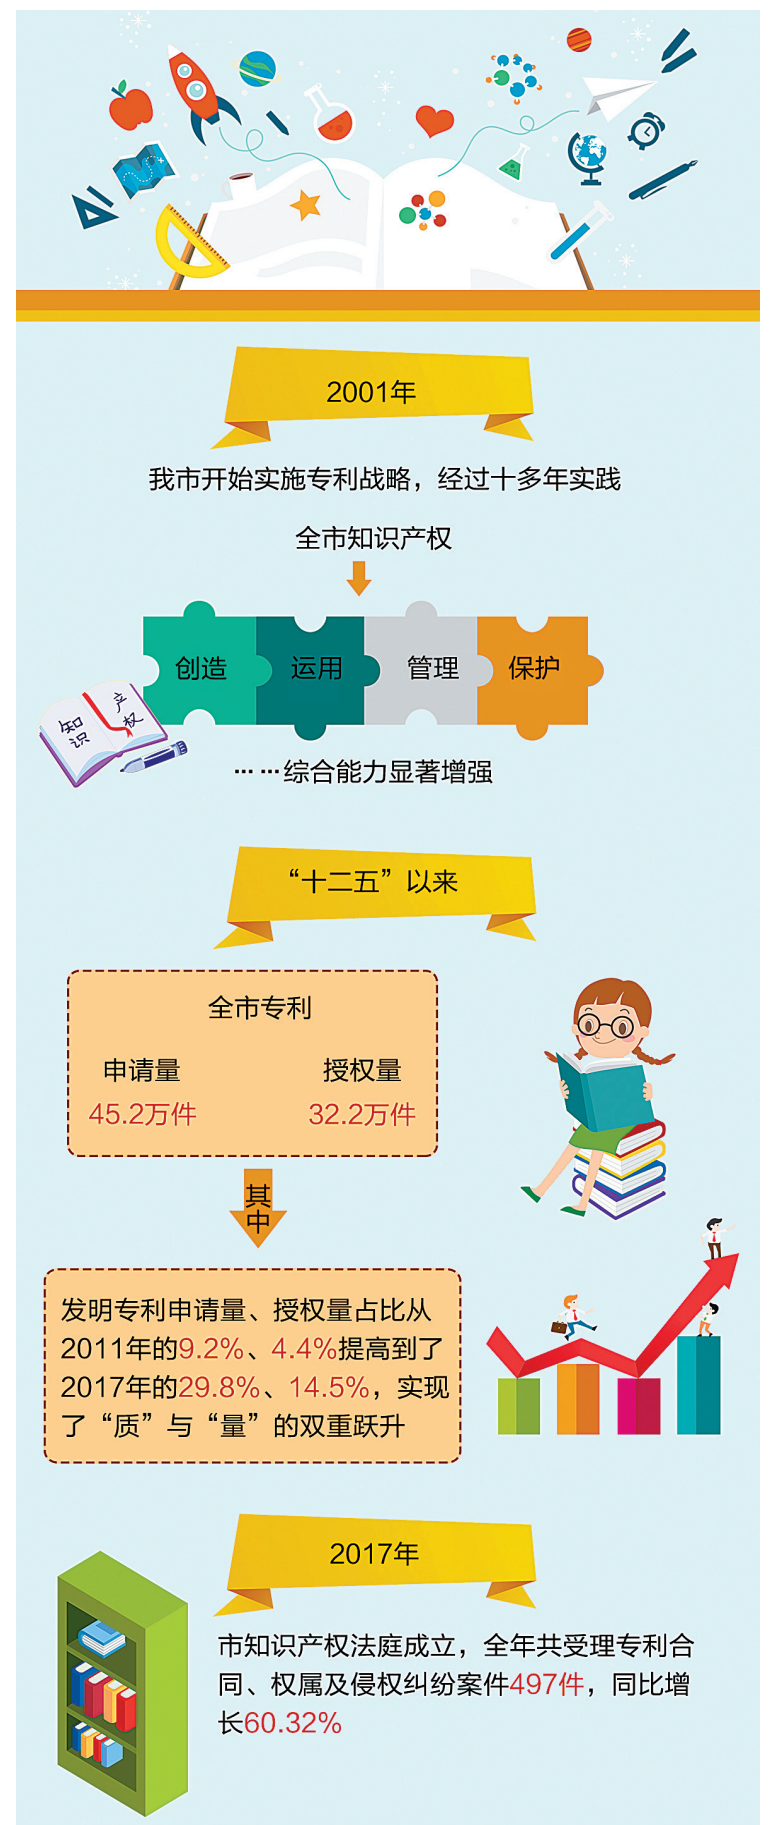 2001年
我市开始实施专利战略，经过十多年实践
全市知识产权
创造 运用 管理 保护
知识 产权
……综合能力显著增强
“十二五”以来
全市专利
申请量 授权量
45.2万件 32.2万件
其中
发明专利申请量、授权量占比从
2011年的9.2%、4.4%提高到了
2017年的29.8%、14.5%，实现
了“质”与“量”的双重跃升
2017年
市知识产权法庭成立，全年共受理专利合
同、权属及侵权纠纷案件497件，同比增
长60.32%